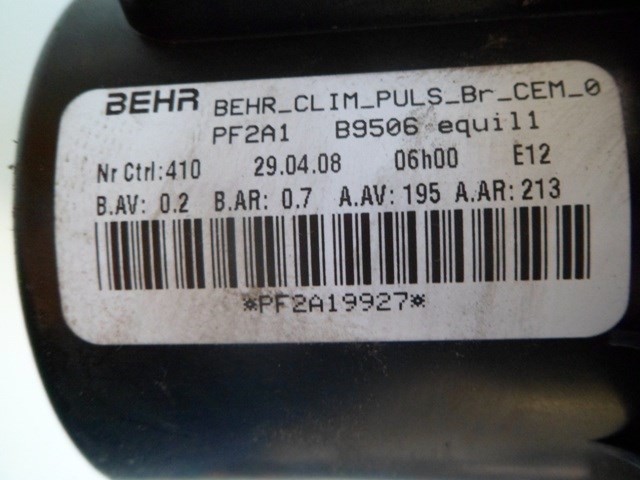 BEHR BEHR_CLIM_PULS_Br_CEM_0
PF2A1 B9506 equil1
Nr Ctrl:410 29.04.08 06h00 E12
B.AV: 0.2 B.AR: 0.7 A.AV: 195 A.AR: 213
*PF2A19927*